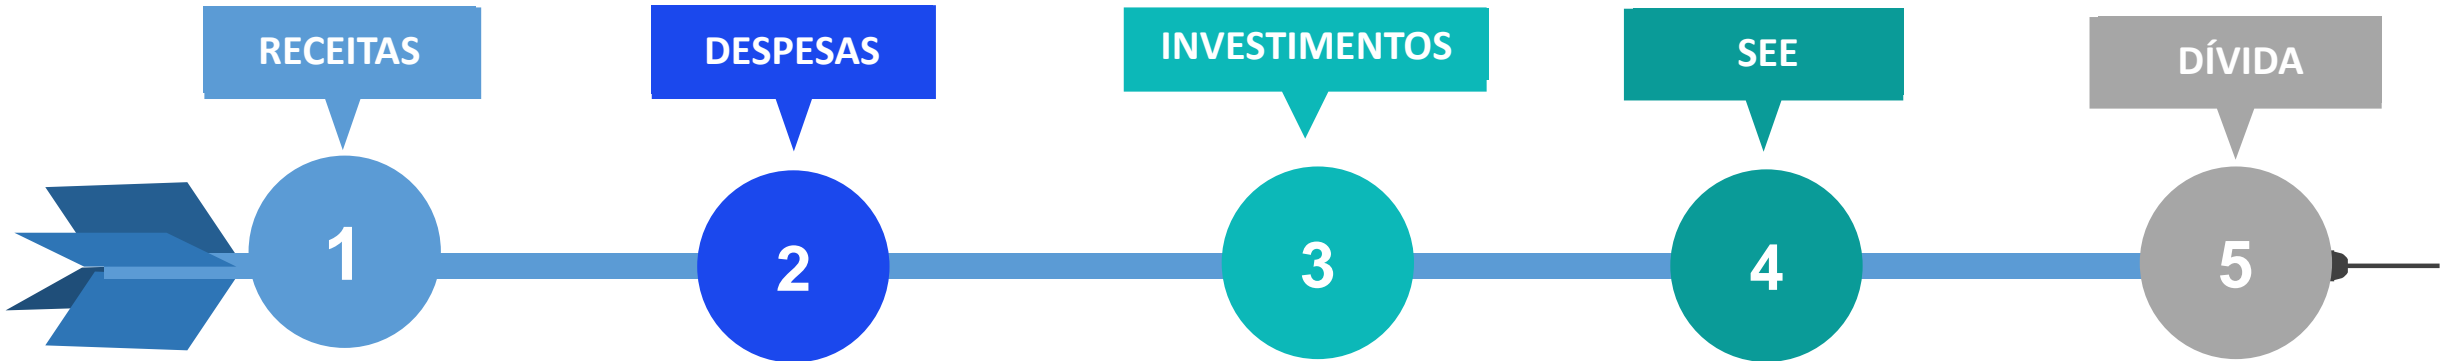 RECEITAS
DESPESAS
INVESTIMENTOS
SEE
DÍVIDA
1
2
3
4
5